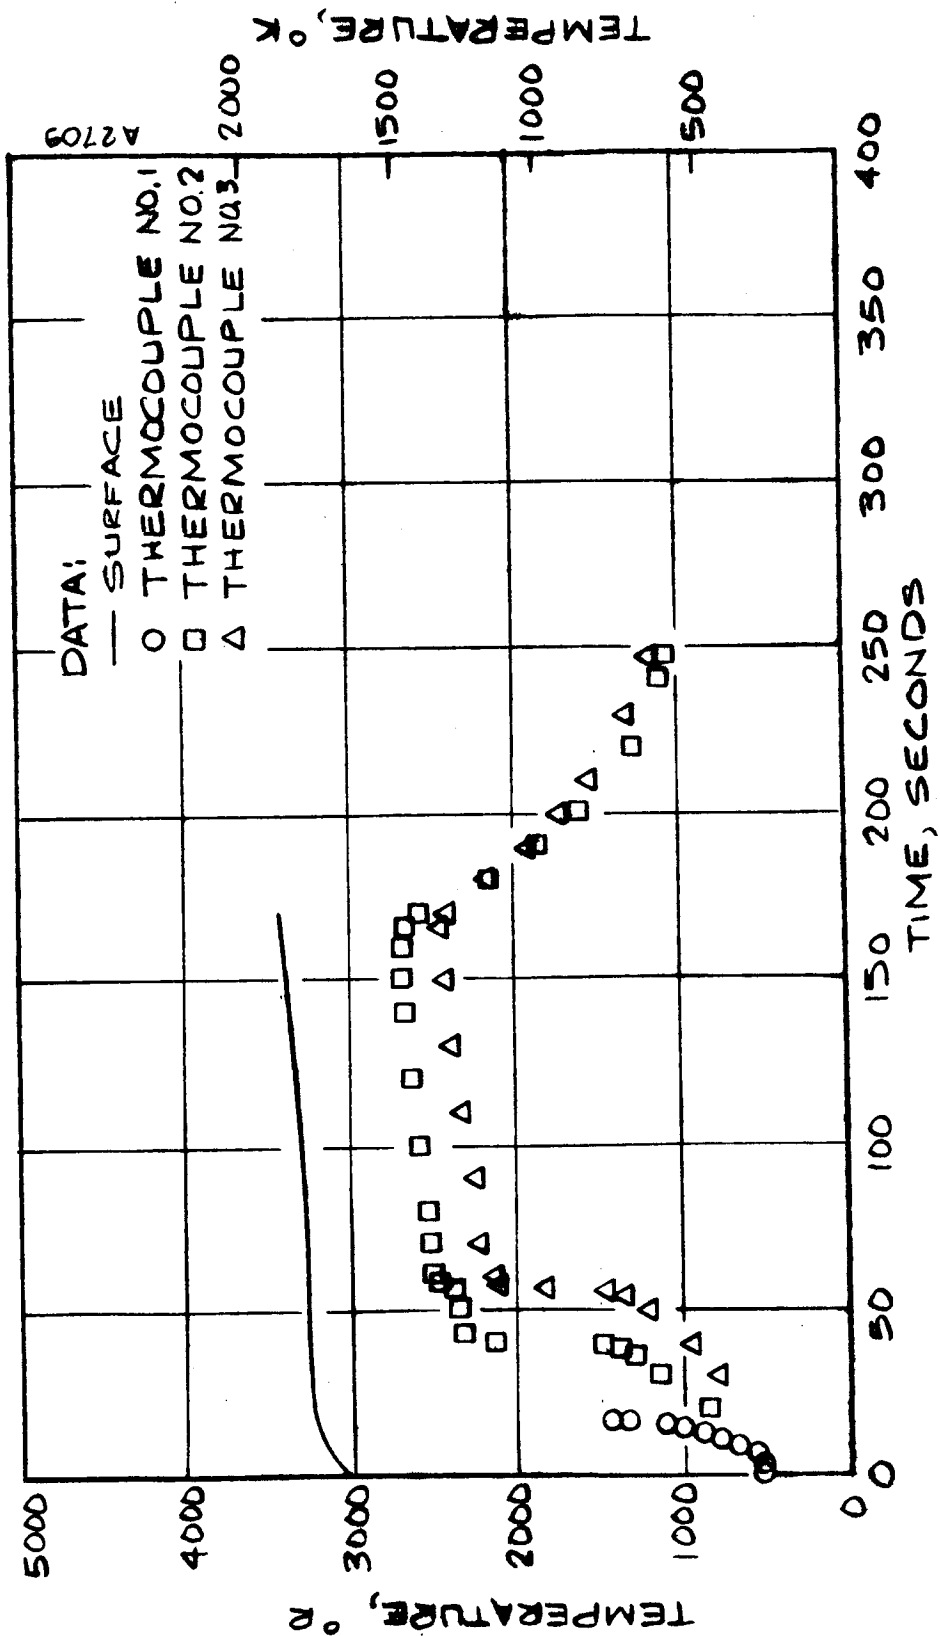 A2709
DATA:
SURFACE
THERMOCOUPLE NO.1
THERMOCOUPLE NO.2
THERMOCOUPLE NO.3
TEMPERATURE, °R
5000
4000
3000
2000
1000
0
TEMPERATURE, °K
2000
1500
1000
500
0 50 100 150 200 250 300 350 400
TIME, SECONDS